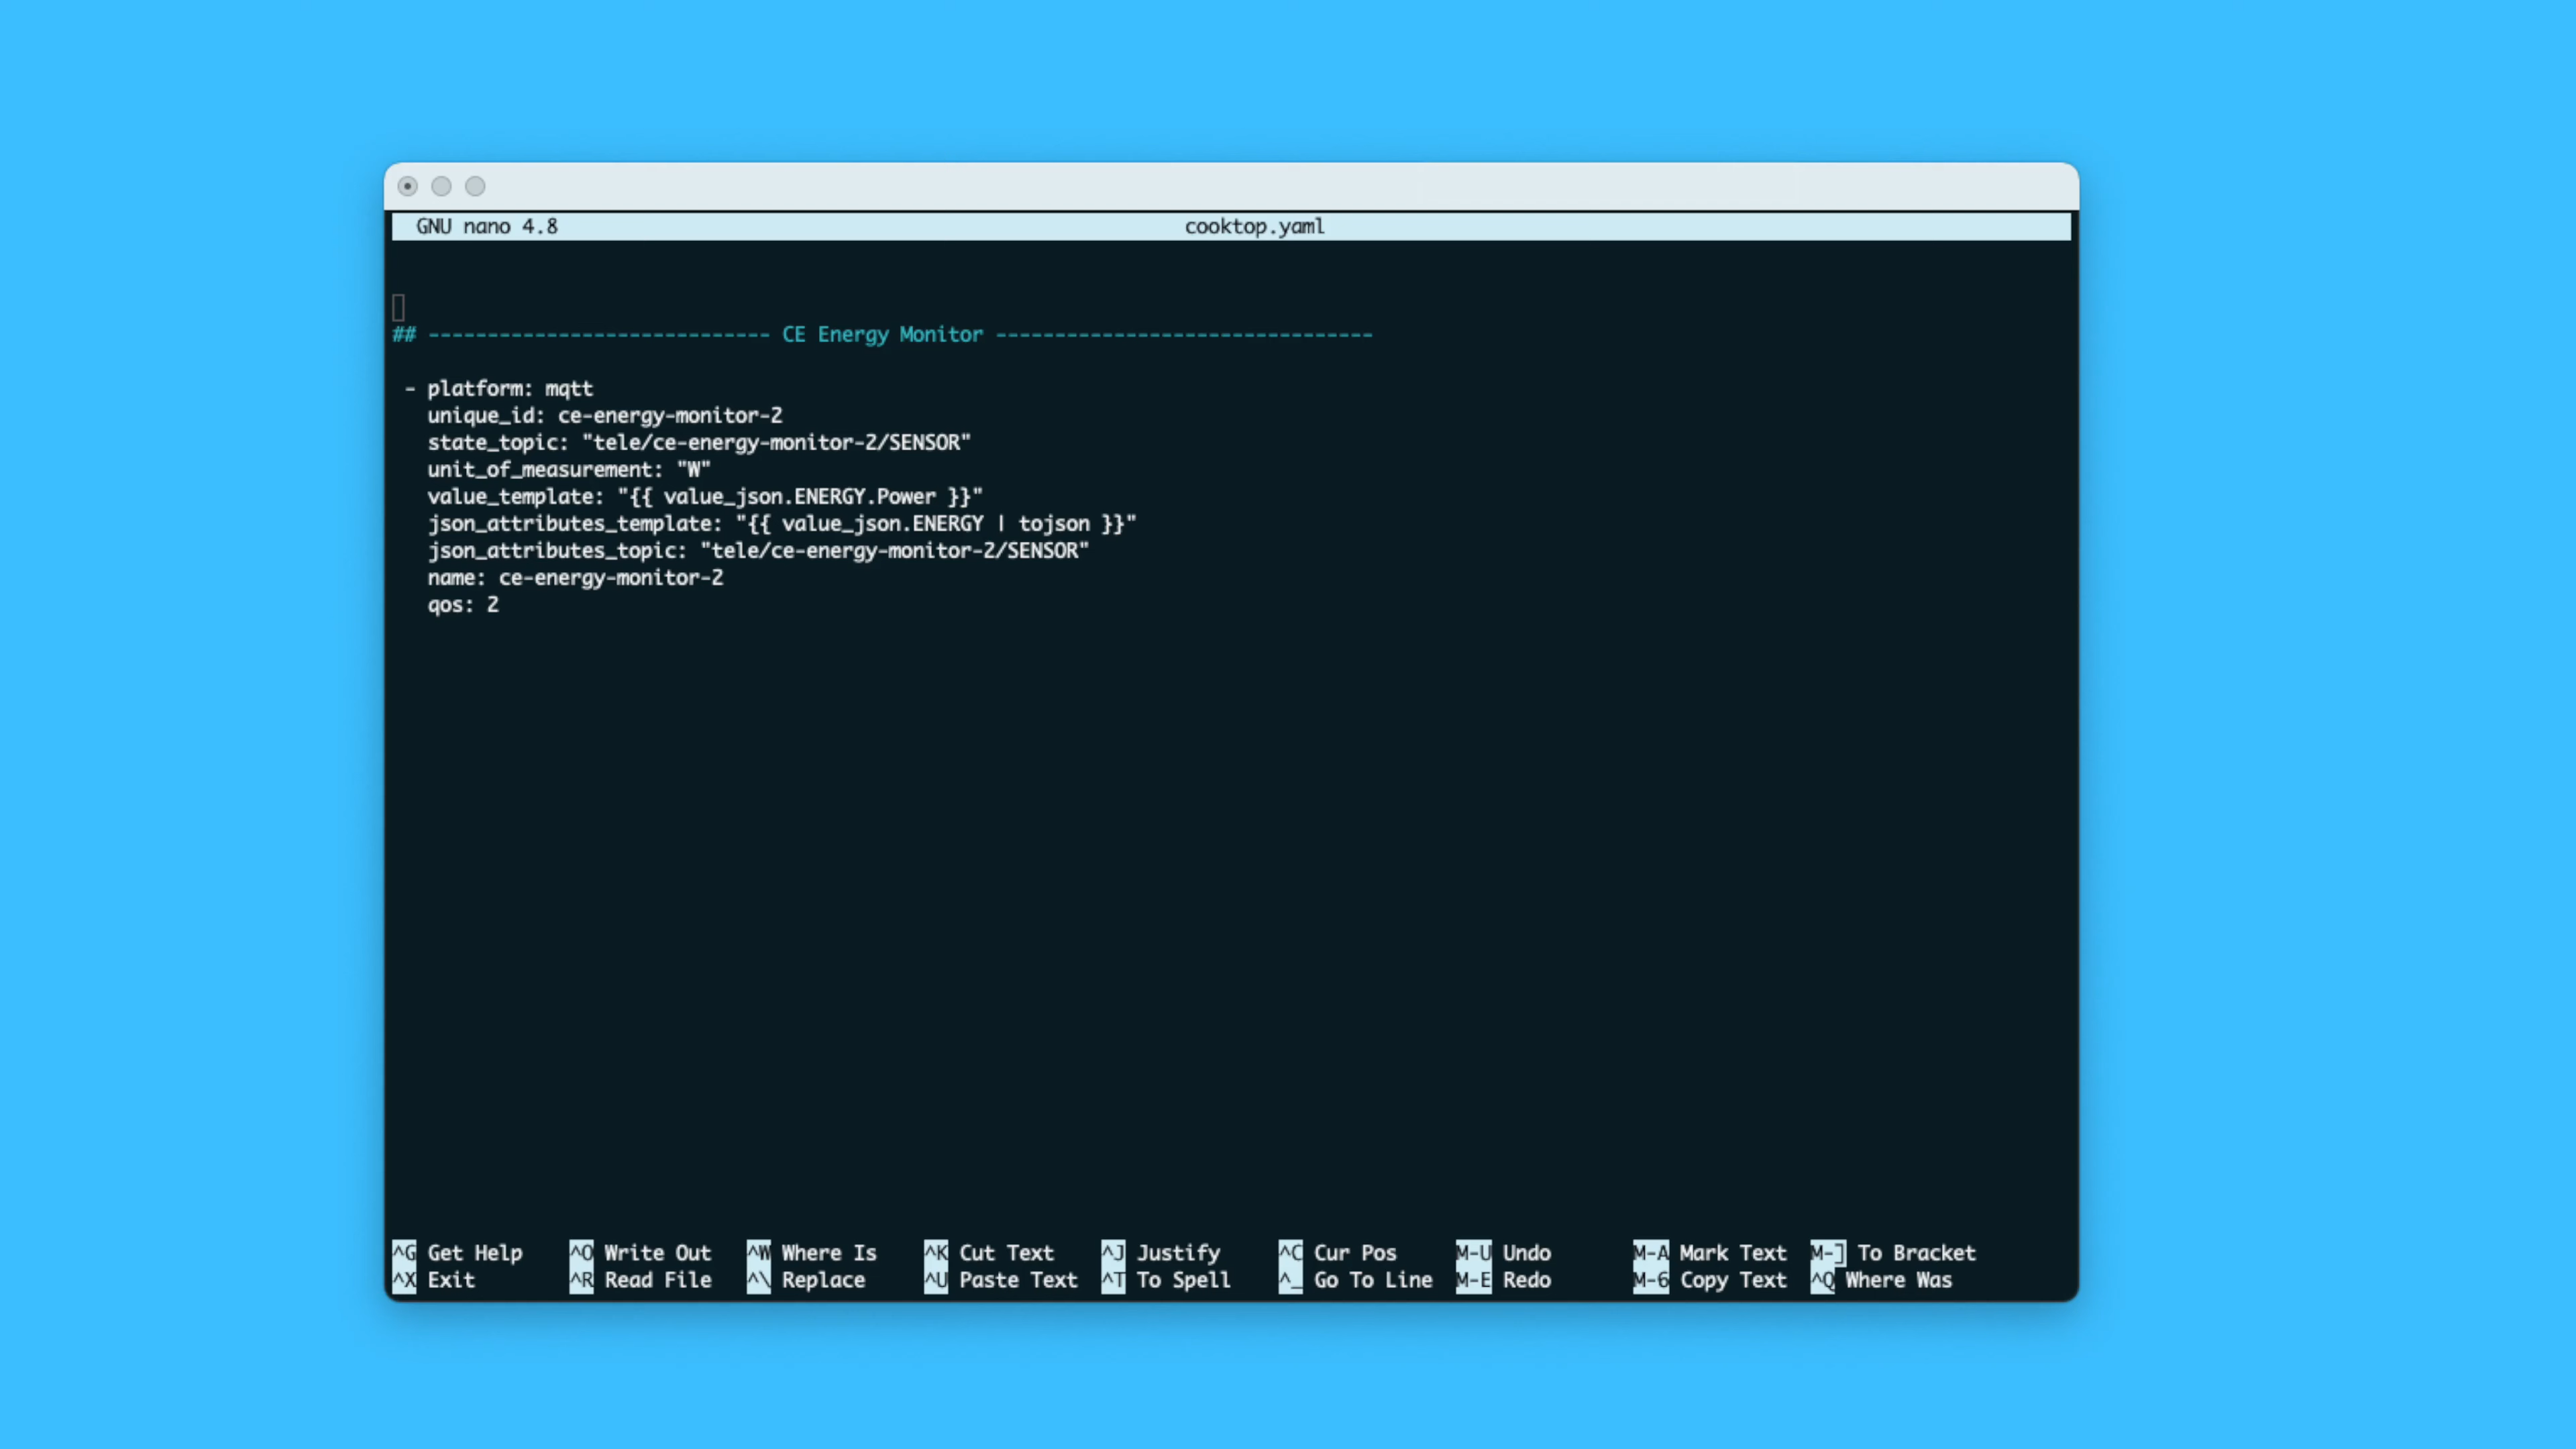 GNU nano 4.8 cooktop.yaml
## ----------------------------- CE Energy Monitor --------------------------------
- platform: mqtt
unique_id: ce-energy-monitor-2
state_topic: "tele/ce-energy-monitor-2/SENSOR"
unit_of_measurement: "W"
value_template: "{{ value_json.ENERGY.Power }}"
json_attributes_template: "{{ value_json.ENERGY | tojson }}"
json_attributes_topic: "tele/ce-energy-monitor-2/SENSOR"
name: ce-energy-monitor-2
qos: 2
^G Get Help ^O Write Out ^W Where Is ^K Cut Text ^J Justify ^C Cur Pos M-U Undo M-A Mark Text M-] To Bracket
^X Exit ^R Read File ^\ Replace ^U Paste Text ^T To Spell ^_ Go To Line M-E Redo M-6 Copy Text ^Q Where Was